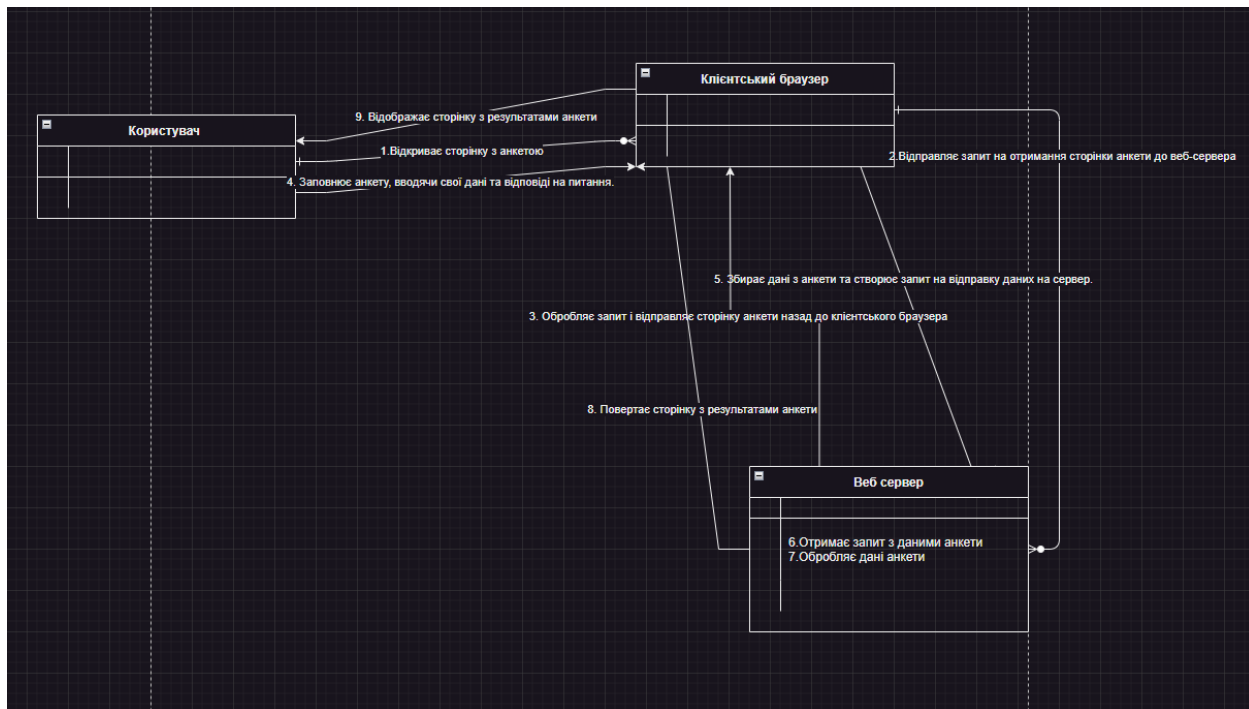 Клієнтський браузер
9. Відображає сторінку з результатами анкети
Користувач
1.Відкриває сторінку з анкетою
2.Відправляє запит на отримання сторінки анкети до веб-сервера
4. Заповнює анкету, вводячи свої дані та відповіді на питання.
5. Збирає дані з анкети та створює запит на відправку даних на сервер.
3. Обробляє запит і відправляє сторінку анкети назад до клієнтського браузера
8. Повертає сторінку з результатами анкети
Веб сервер
6.Отримає запит з даними анкети
7.Обробляє дані анкети